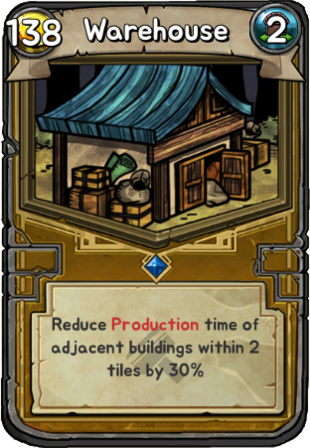 138 Warehouse 2
Reduce Production time of
adjacent buildings within 2
tiles by 30%